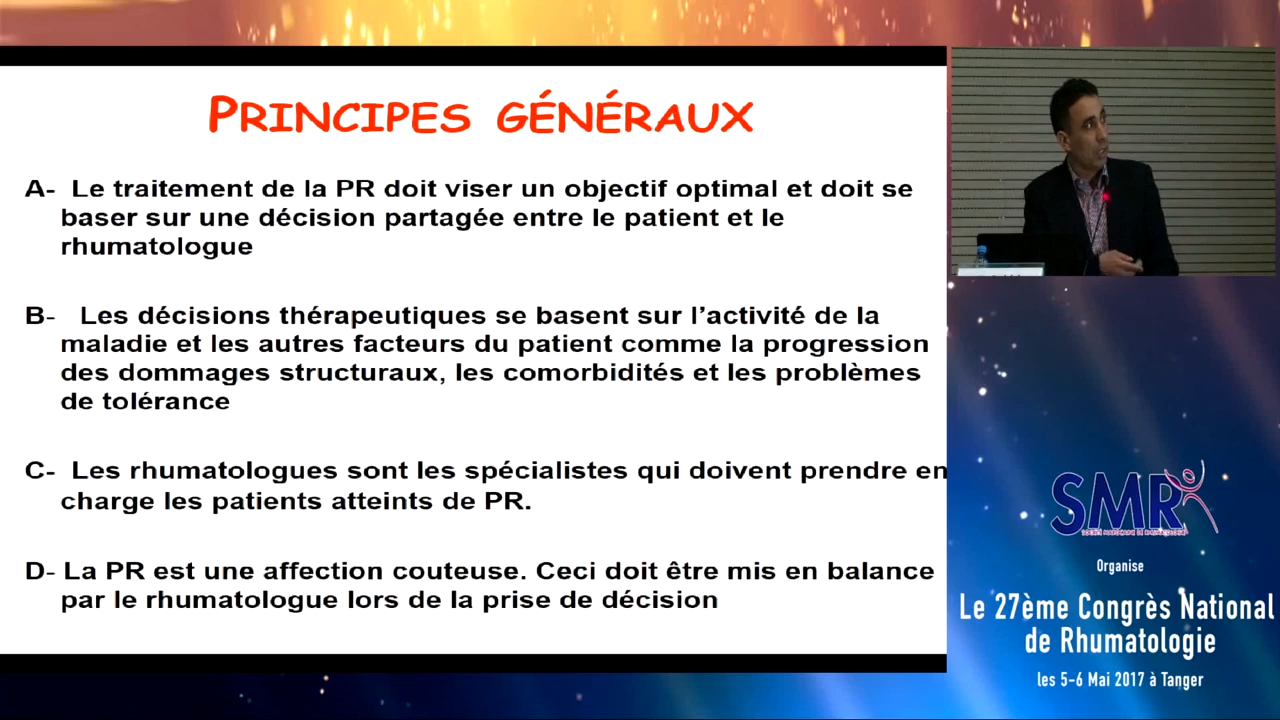 PRINCIPES GÉNÉRAUX
A- Le traitement de la PR doit viser un objectif optimal et doit se
baser sur une décision partagée entre le patient et le
rhumatologue
B- Les décisions thérapeutiques se basent sur l'activité de la
maladie et les autres facteurs du patient comme la progression
des dommages structuraux, les comorbidités et les problèmes
de tolérance
C- Les rhumatologues sont les spécialistes qui doivent prendre en
charge les patients atteints de PR.
D- La PR est une affection couteuse. Ceci doit être mis en balance
par le rhumatologue lors de la prise de décision
SMR
Organise
Le 27ème Congrès National
de Rhumatologie
les 5-6 Mai 2017 à Tanger